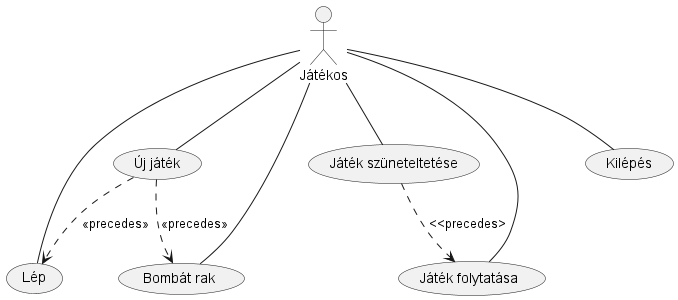 Játékos
Új játék
Játék szüneteltetése
Kilépés
«precedes»
«precedes»
<<precedes>
Lép
Bombát rak
Játék folytatása